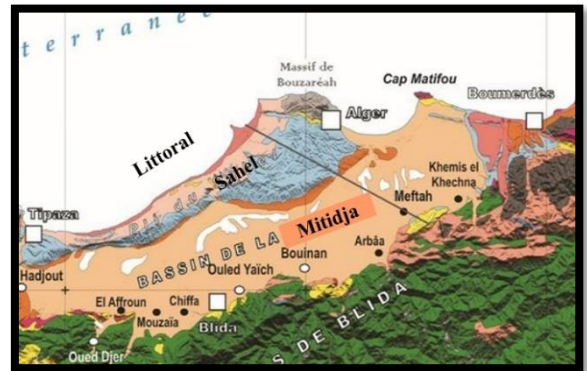 terranée
Massif de
Bouzaréah
Cap Matifou
Boumerdès
Alger
Littoral
Sahel
Khemis el
Khechna
Meftah
Tipaza
Mitidja
BASSIN DE LA
Hadjout
Ouled Yaïch
Bouinan
Arbâa
El Affroun
Chiffa
Mouzaïa
Blida
S DE BLIDA
Oued Djer